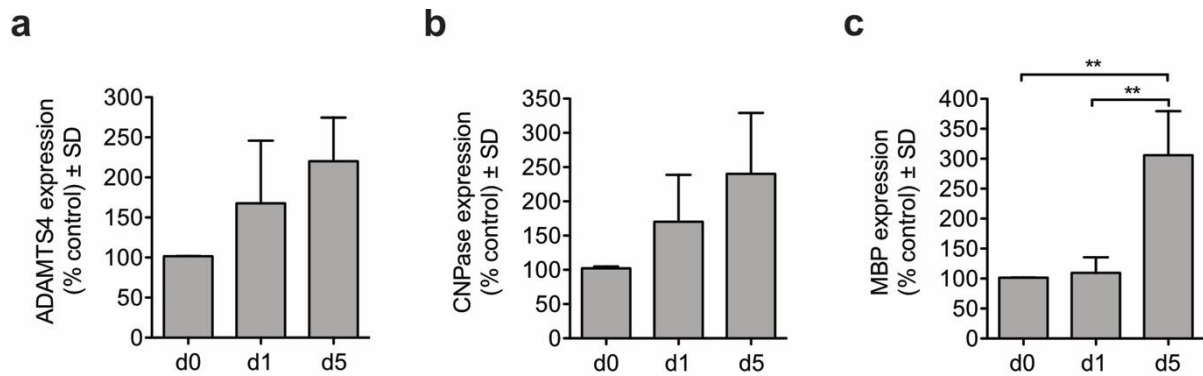 a
ADAMTS4 expression
(% control) ± SD
300
250
200
150
100
50
0
d0 d1 d5
b
CNPase expression
(% control) ± SD
350
300
250
200
150
100
50
0
d0 d1 d5
c
**
**
MBP expression
(% control) ± SD
400
350
300
250
200
150
100
50
0
d0 d1 d5